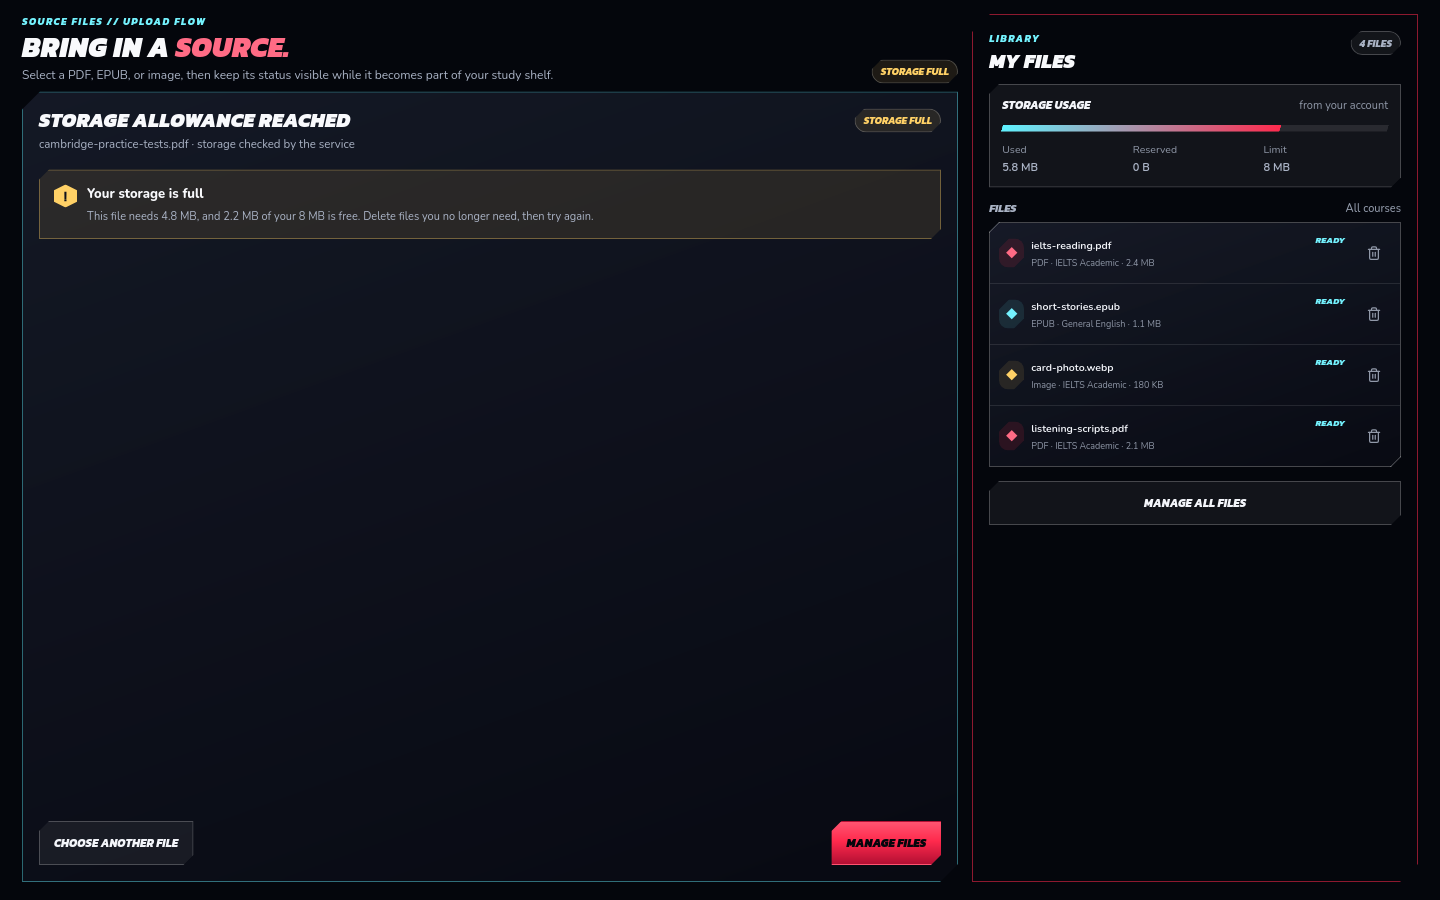 SOURCE FILES // UPLOAD FLOW
BRING IN A SOURCE.
Select a PDF, EPUB, or image, then keep its status visible while it becomes part of your study shelf.
STORAGE FULL
STORAGE ALLOWANCE REACHED
STORAGE FULL
cambridge-practice-tests.pdf · storage checked by the service
! Your storage is full
This file needs 4.8 MB, and 2.2 MB of your 8 MB is free. Delete files you no longer need, then try again.
CHOOSE ANOTHER FILE
MANAGE FILES
LIBRARY
MY FILES
4 FILES
STORAGE USAGE
from your account
Used
Reserved
Limit
5.8 MB
0 B
8 MB
FILES
All courses
ielts-reading.pdf
READY
PDF · IELTS Academic · 2.4 MB
short-stories.epub
READY
EPUB · General English · 1.1 MB
card-photo.webp
READY
Image · IELTS Academic · 180 KB
listening-scripts.pdf
READY
PDF · IELTS Academic · 2.1 MB
MANAGE ALL FILES